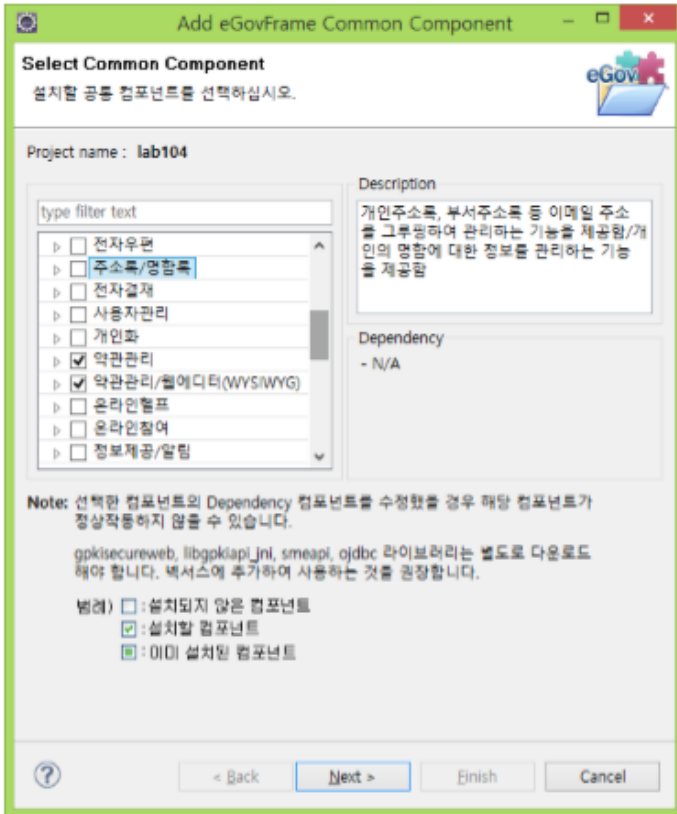 Add eGovFrame Common Component
Select Common Component
설치할 공통 컴포넌트를 선택하십시오.
eGov
Project name : lab104
type filter text
전자우편
주소록/명함록
전자결재
사용자관리
개인화
약관관리
약관관리/웹에디터(WYSIWYG)
온라인헬프
온라인참여
정보제공/알림
Description
개인주소록, 부서주소록 등 이메일 주소
을 그루핑하여 관리하는 기능을 제공함/개
인의 명함에 대한 정보를 관리하는 기능
을 제공함
Dependency
- N/A
Note: 선택한 컴포넌트의 Dependency 컴포넌트를 수정했을 경우 해당 컴포넌트가
정상작동하지 않을 수 있습니다.
gpkisecureweb, libgpkiapi_jni, smeapi, ojdbc 라이브러리는 별도로 다운로드
해야 합니다. 넥서스에 추가하여 사용하는 것을 권장합니다.
범례) : 설치되지 않은 컴포넌트
: 설치할 컴포넌트
: 이미 설치된 컴포넌트
?
< Back
Next >
Finish
Cancel